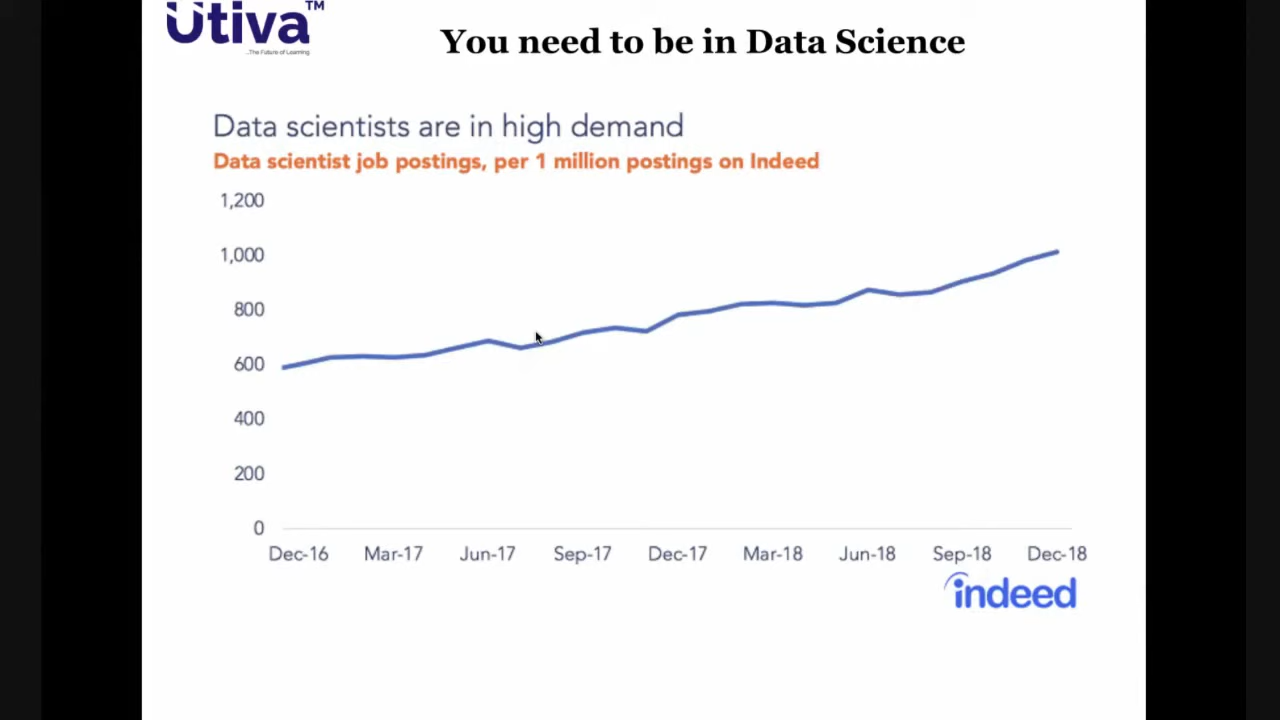 Utiva™
..The Future of Learning
You need to be in Data Science
Data scientists are in high demand
Data scientist job postings, per 1 million postings on Indeed
1,200
1,000
800
600
400
200
0
Dec-16 Mar-17 Jun-17 Sep-17 Dec-17 Mar-18 Jun-18 Sep-18 Dec-18
indeed